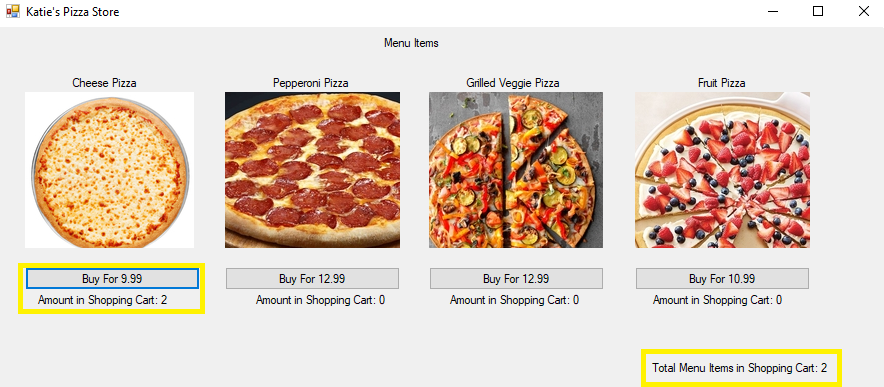 Katie's Pizza Store
Menu Items
Cheese Pizza
Pepperoni Pizza
Grilled Veggie Pizza
Fruit Pizza
Buy For 9.99
Buy For 12.99
Buy For 12.99
Buy For 10.99
Amount in Shopping Cart: 2
Amount in Shopping Cart: 0
Amount in Shopping Cart: 0
Amount in Shopping Cart: 0
Total Menu Items in Shopping Cart: 2